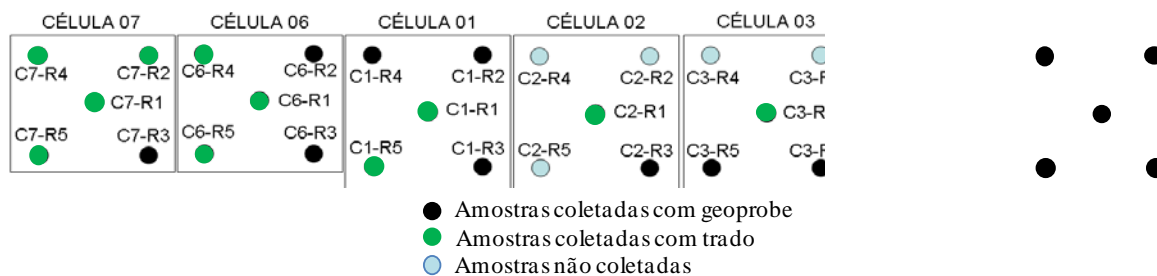 CÉLULA 07 CÉLULA 06 CÉLULA 01 CÉLULA 02 CÉLULA 03
C7-R4 C7-R2 C6-R4 C6-R2 C1-R4 C1-R2 C2-R4 C2-R2 C3-R4 C3-R
C7-R1 C6-R1 C1-R1 C2-R1 C3-R
C7-R5 C7-R3 C6-R5 C6-R3 C1-R5 C1-R3 C2-R5 C2-R3 C3-R5 C3-R
Amostras coletadas com geoprobe
Amostras coletadas com trado
Amostras não coletadas